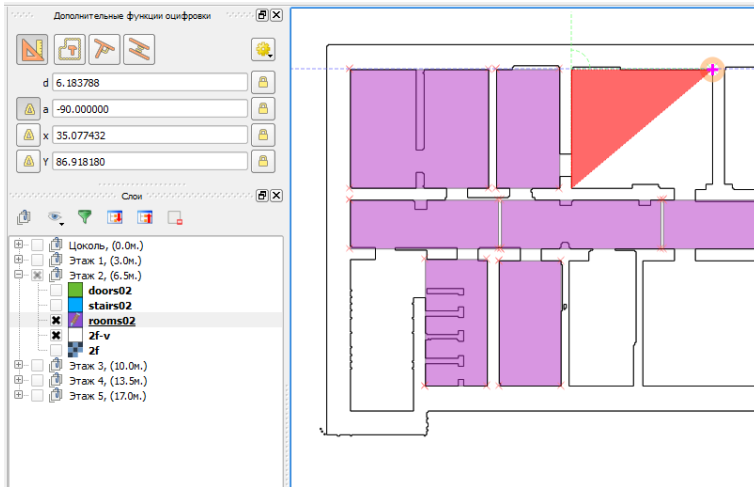 Дополнительные функции оцифровки
d 6.183788
a -90.000000
x 35.077432
Y 86.918180
Слои
Цоколь, (0.0м.)
Этаж 1, (3.0м.)
Этаж 2, (6.5м.)
doors02
stairs02
rooms02
2f-v
2f
Этаж 3, (10.0м.)
Этаж 4, (13.5м.)
Этаж 5, (17.0м.)